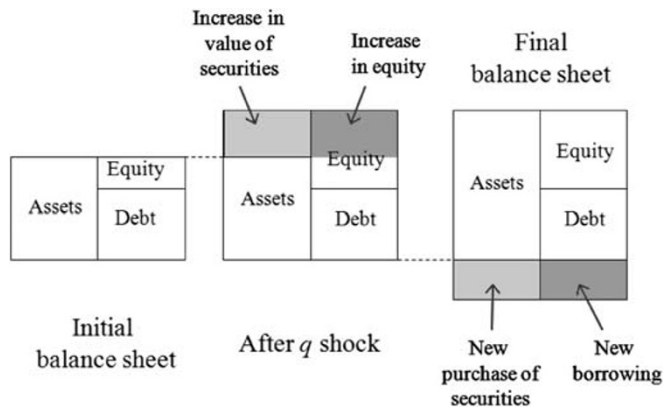 Increase in
value of
securities
Increase
in equity
Final
balance sheet
Assets
Equity
Debt
Assets
Equity
Debt
Assets
Equity
Debt
Initial
balance sheet
After q shock
New
purchase of
securities
New
borrowing